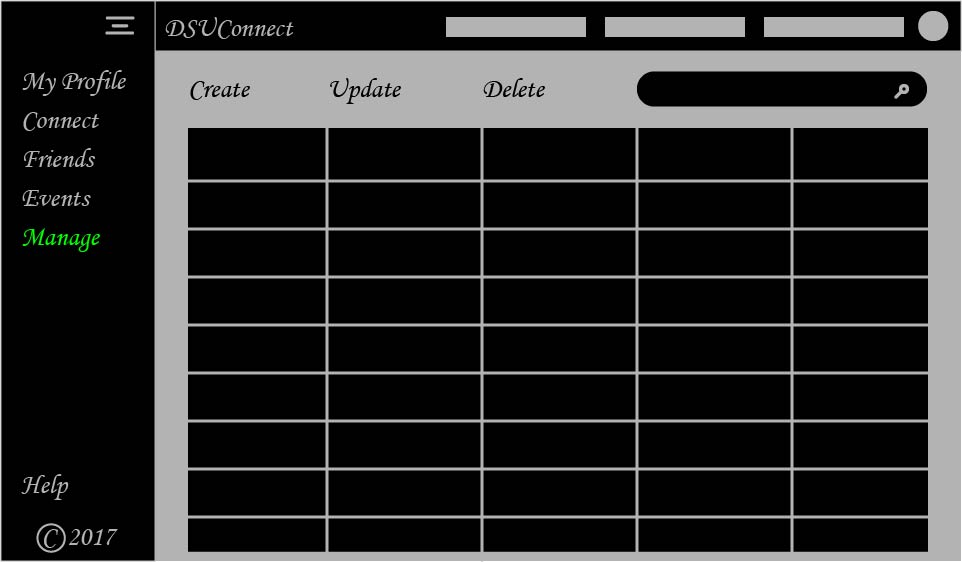 DSUConnect
My Profile
Connect
Friends
Events
Manage
Help
© 2017
Create Update Delete